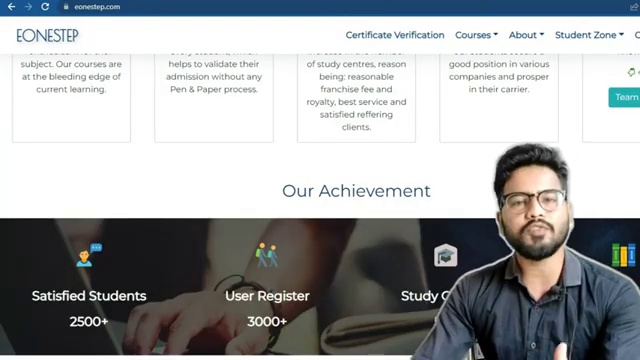 eonestep.com
EONESTEP
Certificate Verification Courses About Student Zone
subject. Our courses are
at the bleeding edge of
current learning.
which
helps to validate their
admission without any
Pen & Paper process.
of study centres, reason
being: reasonable
franchise fee and
royalty, best service and
satisfied reffering
clients.
good position in various
companies and prosper
in their carrier.
Team
Our Achievement
Satisfied Students
2500+
User Register
3000+
Study